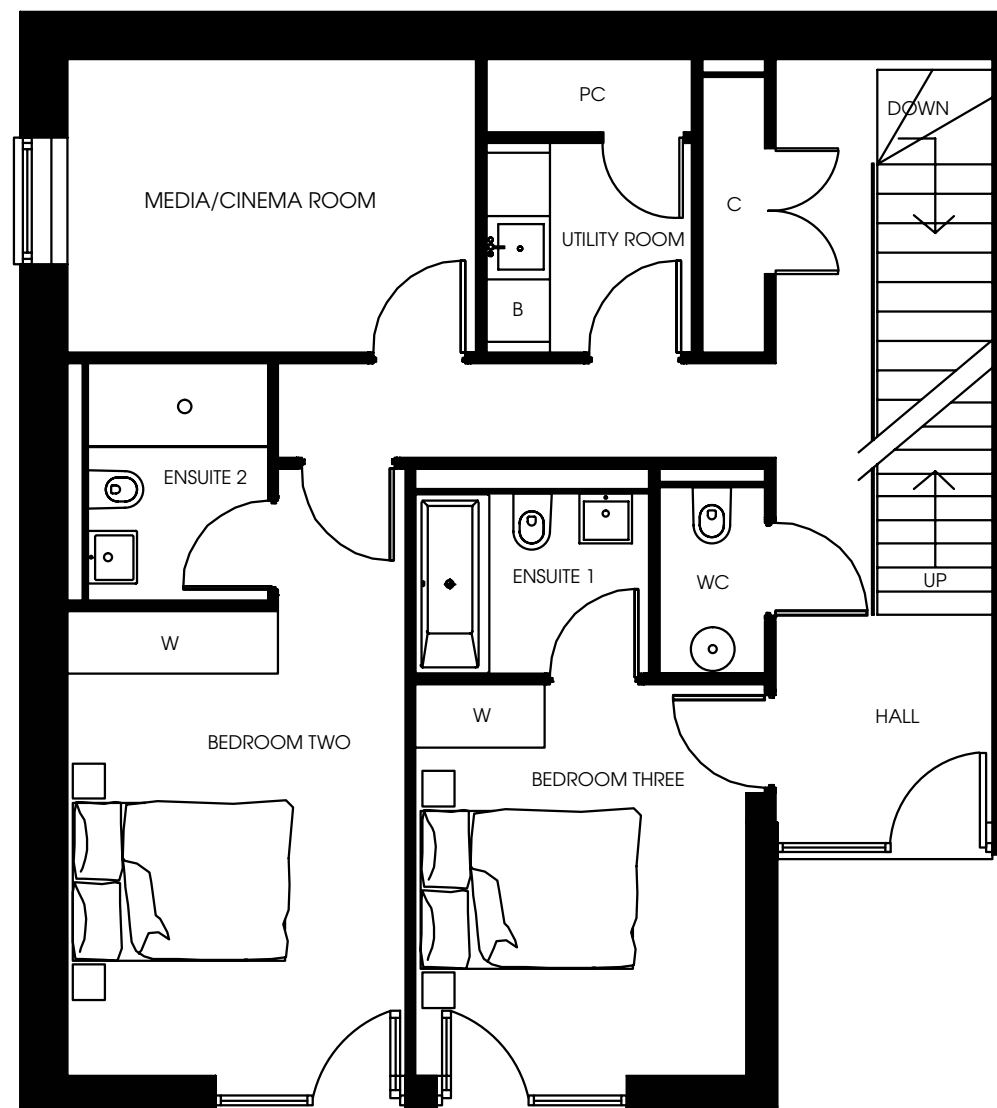 PC
DOWN
MEDIA/CINEMA ROOM
C
UTILITY ROOM
B
ENSUITE 2
ENSUITE 1
WC
UP
W
W
HALL
BEDROOM TWO
BEDROOM THREE